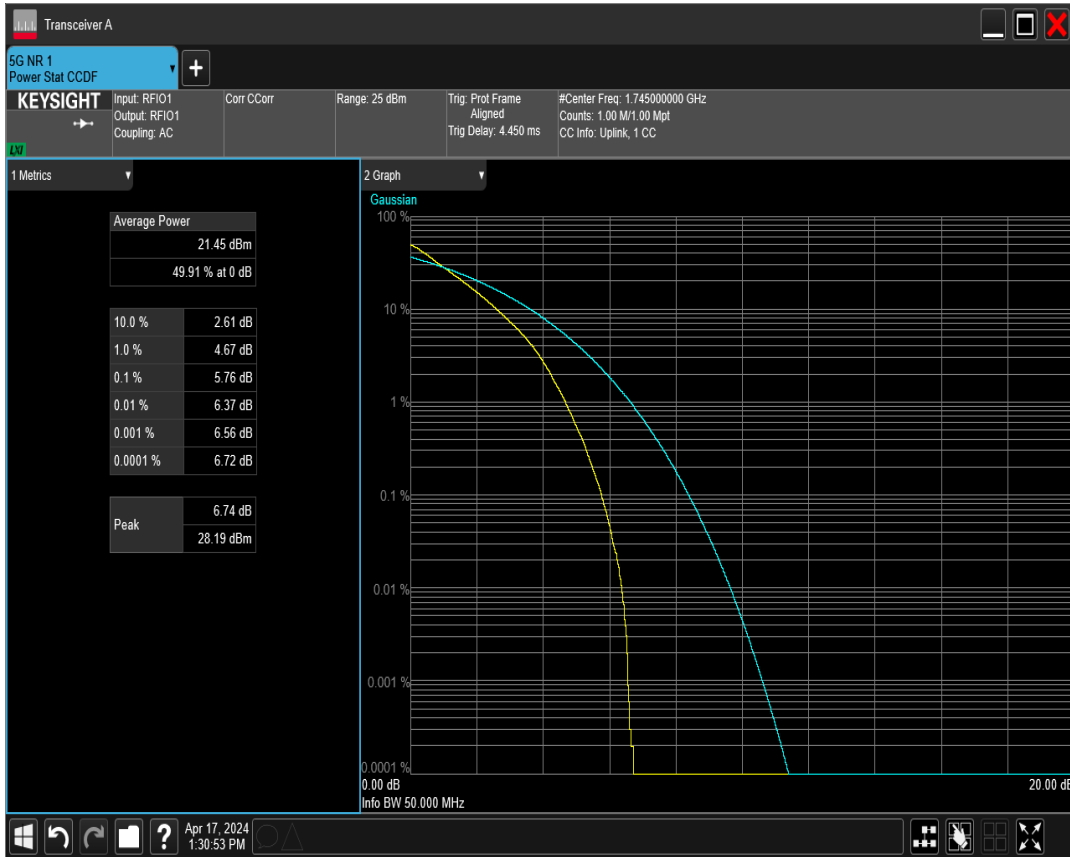 Transceiver A
5G NR 1
Power Stat CCDF
KEYSIGHT
LXI
Input: RFIO1
Output: RFIO1
Coupling: AC
Corr CCorr
Range: 25 dBm
Trig: Prot Frame
Aligned
Trig Delay: 4.450 ms
#Center Freq: 1.745000000 GHz
Counts: 1.00 M/1.00 Mpt
CC Info: Uplink, 1 CC
1 Metrics
Average Power
21.45 dBm
49.91 % at 0 dB
10.0 % 2.61 dB
1.0 % 4.67 dB
0.1 % 5.76 dB
0.01 % 6.37 dB
0.001 % 6.56 dB
0.0001 % 6.72 dB
Peak 6.74 dB
28.19 dBm
2 Graph
Gaussian
100 %
10 %
1 %
0.1 %
0.01 %
0.001 %
0.0001 %
0.00 dB 20.00 dB
Info BW 50.000 MHz
? Apr 17, 2024
1:30:53 PM